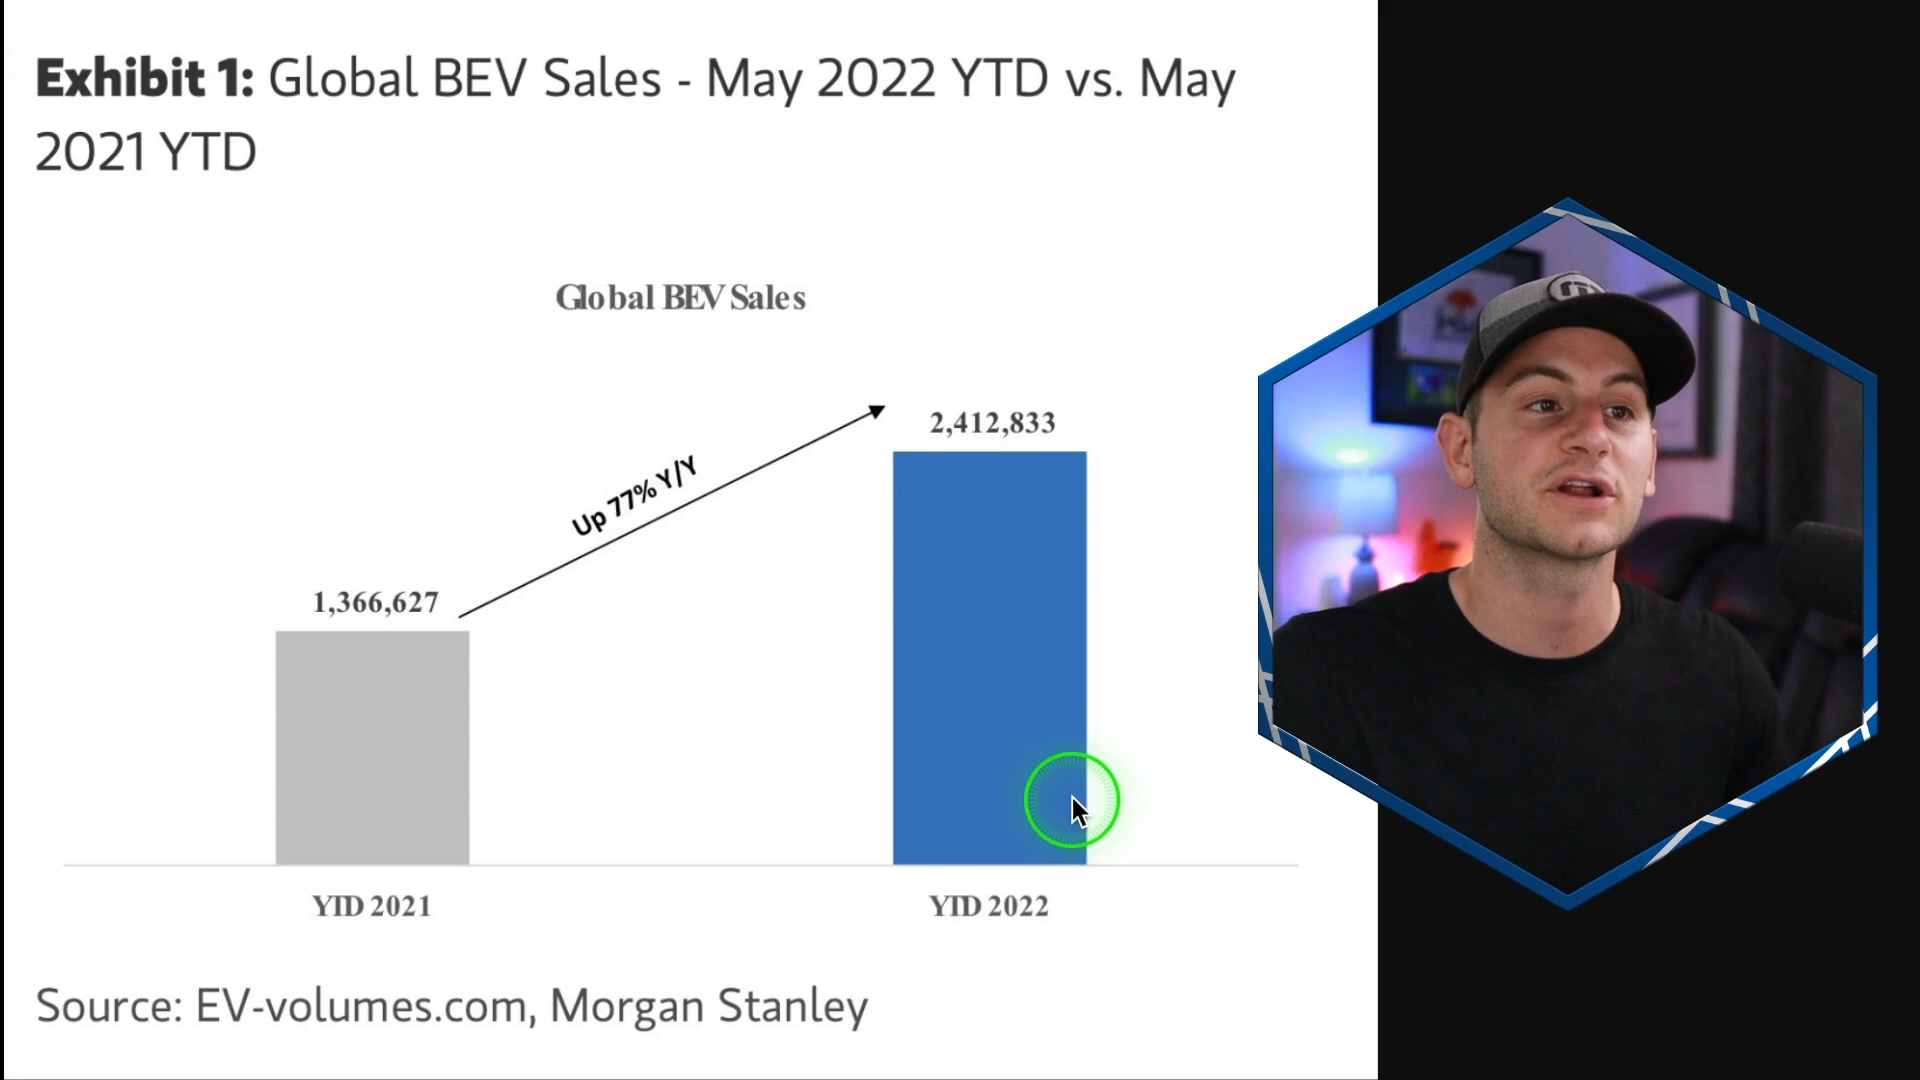 Exhibit 1: Global BEV Sales - May 2022 YTD vs. May
2021 YTD
Global BEV Sales
2,412,833
Up 77% Y/Y
1,366,627
YTD 2021
YTD 2022
Source: EV-volumes.com, Morgan Stanley